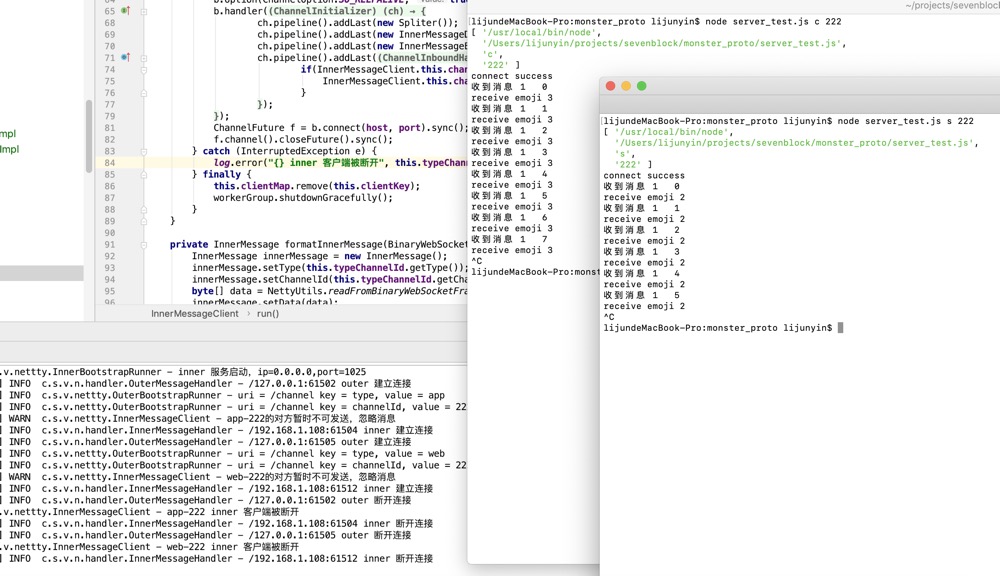 b.handler((ChannelInitializer) (ch) → {
65
ch.pipeline().addLast(new Spliter());
68
ch.pipeline().addLast(new InnerMessageD
69
ch.pipeline().addLast(new InnerMessageE
70
ch.pipeline().addLast((ChannelInboundHa
71
if(InnerMessageClient.this.chan
74
InnerMessageClient.this.cha
75
}
76
});
77
});
80
ChannelFuture f = b.connect(host, port).sync();
81
f.channel().closeFuture().sync();
82
} catch (InterruptedException e) {
83
log.error("{} inner 客户端被断开", this.typeChann
84
} finally {
85
this.clientMap.remove(this.clientKey);
86
workerGroup.shutdownGracefully();
87
}
88
}
89
90
private InnerMessage formatInnerMessage(BinaryWebSocket
91
InnerMessage innerMessage = new InnerMessage();
92
innerMessage.setType(this.typeChannelId.getType());
93
innerMessage.setChannelId(this.typeChannelId.getCha
94
byte[] data = NettyUtils.readFromBinaryWebSocketFra
95
innerMessage.setData(data);
96
mpl
Impl
InnerMessageClient › run()
.v.nettty.InnerBootstrapRunner - inner 服务启动，ip=0.0.0.0,port=1025
] INFO c.s.v.n.handler.OuterMessageHandler - /127.0.0.1:61502 outer 建立连接
] INFO c.s.v.nettty.OuterBootstrapRunner - uri = /channel key = type, value = app
] INFO c.s.v.nettty.OuterBootstrapRunner - uri = /channel key = channelId, value = 22
] WARN c.s.v.nettty.InnerMessageClient - app-222的对方暂时不可发送，忽略消息
] INFO c.s.v.n.handler.InnerMessageHandler - /192.168.1.108:61504 inner 建立连接
] INFO c.s.v.n.handler.OuterMessageHandler - /127.0.0.1:61505 outer 建立连接
] INFO c.s.v.nettty.OuterBootstrapRunner - uri = /channel key = type, value = web
] INFO c.s.v.nettty.OuterBootstrapRunner - uri = /channel key = channelId, value = 22
] WARN c.s.v.nettty.InnerMessageClient - web-222的对方暂时不可发送，忽略消息
] INFO c.s.v.n.handler.InnerMessageHandler - /192.168.1.108:61512 inner 建立连接
] INFO c.s.v.n.handler.OuterMessageHandler - /127.0.0.1:61502 outer 断开连接
.v.nettty.InnerMessageClient - app-222 inner 客户端被断开
] INFO c.s.v.n.handler.InnerMessageHandler - /192.168.1.108:61504 inner 断开连接
] INFO c.s.v.n.handler.OuterMessageHandler - /127.0.0.1:61505 outer 断开连接
.v.nettty.InnerMessageClient - web-222 inner 客户端被断开
] INFO c.s.v.n.handler.InnerMessageHandler - /192.168.1.108:61512 inner 断开连接
~/projects/sevenbloc
lijundeMacBook-Pro:monster_proto lijunyin$ node server_test.js c 222
[ '/usr/local/bin/node',
'/Users/lijunyin/projects/sevenblock/monster_proto/server_test.js',
'c',
'222' ]
connect success
收到消息 1 0
receive emoji 3
收到消息 1 1
receive emoji 3
收到消息 1 2
receive emoji 3
收到消息 1 3
receive emoji 3
收到消息 1 4
receive emoji 3
收到消息 1 5
receive emoji 3
收到消息 1 6
receive emoji 3
收到消息 1 7
receive emoji 3
^C
lijundeMacBook-Pro:monst
lijundeMacBook-Pro:monster_proto lijunyin$ node server_test.js s 222
[ '/usr/local/bin/node',
'/Users/lijunyin/projects/sevenblock/monster_proto/server_test.js',
's',
'222' ]
connect success
收到消息 1 0
receive emoji 2
收到消息 1 1
receive emoji 2
收到消息 1 2
receive emoji 2
收到消息 1 3
receive emoji 2
收到消息 1 4
receive emoji 2
收到消息 1 5
receive emoji 2
^C
lijundeMacBook-Pro:monster_proto lijunyin$